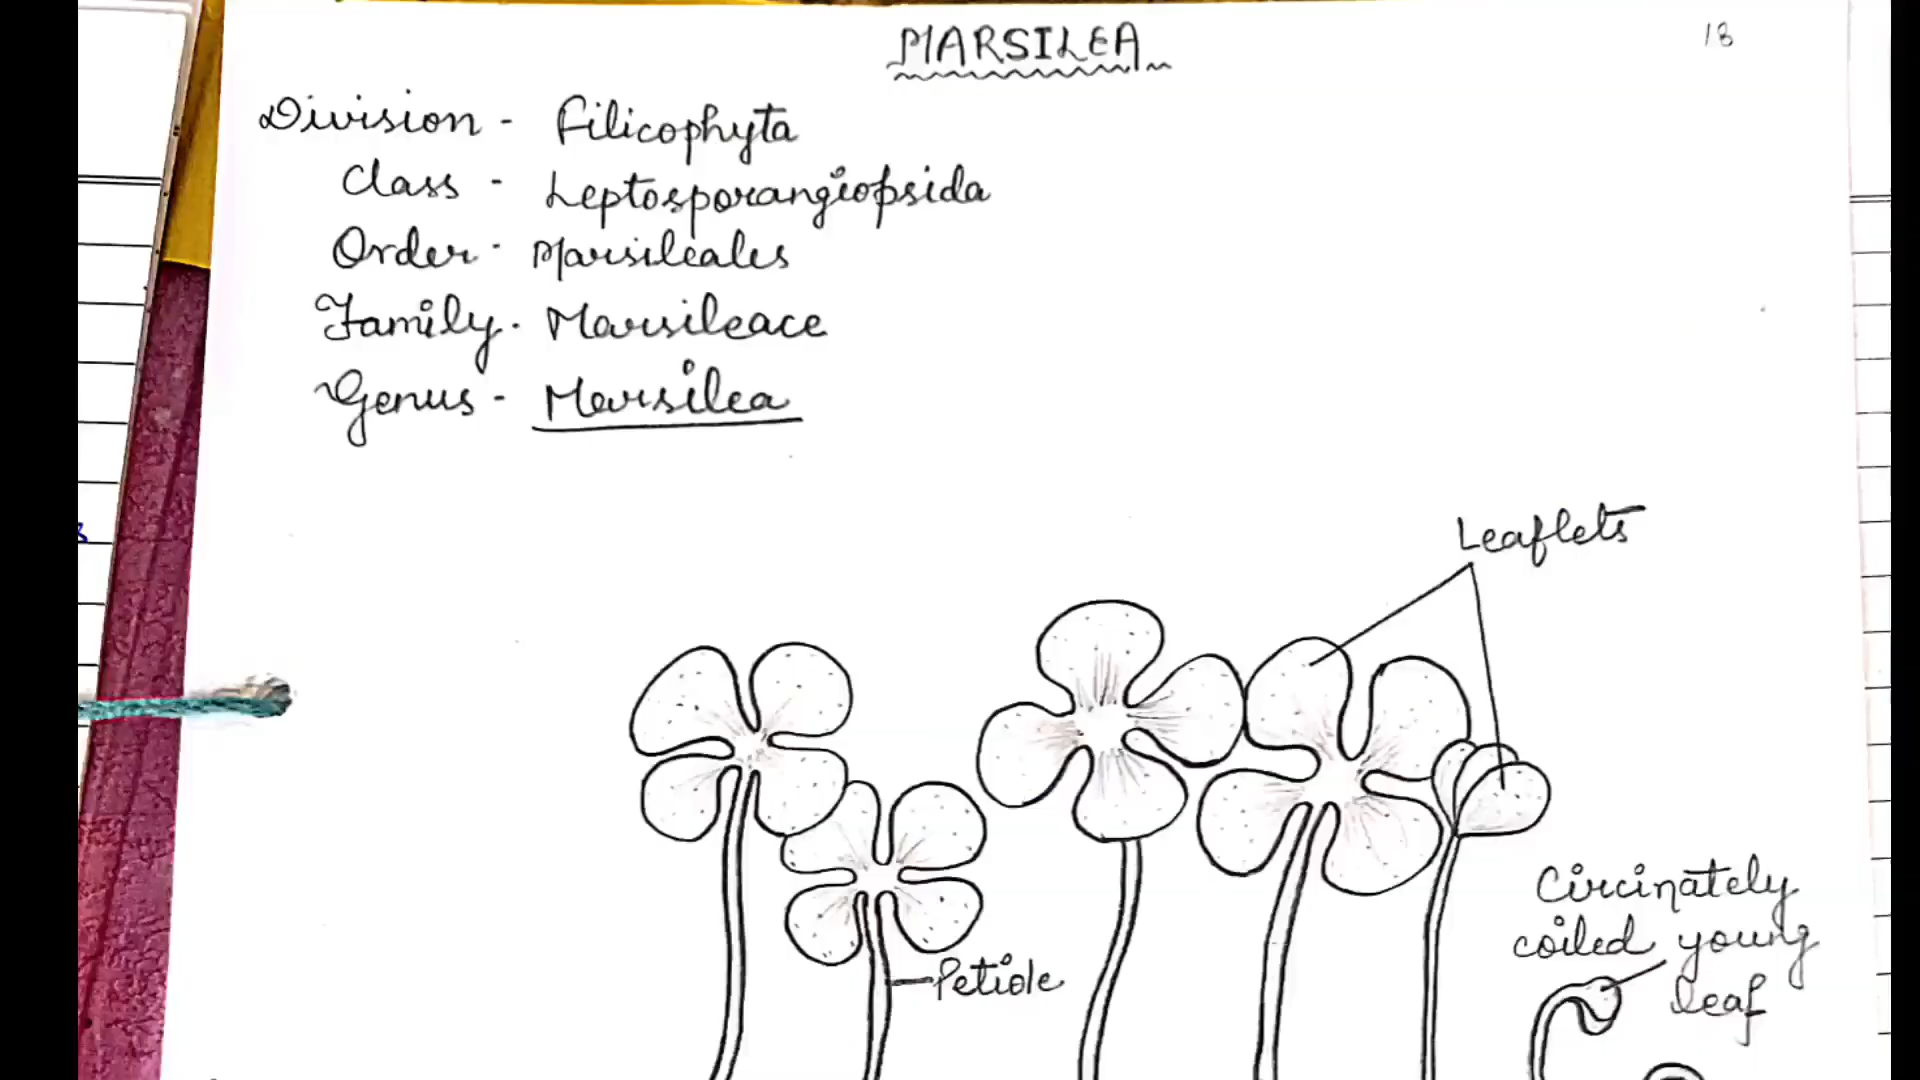 MARSILEA
18
Division - Filicophyta
Class - Leptosporangiopsida
Order - Marsileales
Family - Marsileace
Genus - Marsilea
Leaflets
Circinately
coiled young
leaf
Petiole